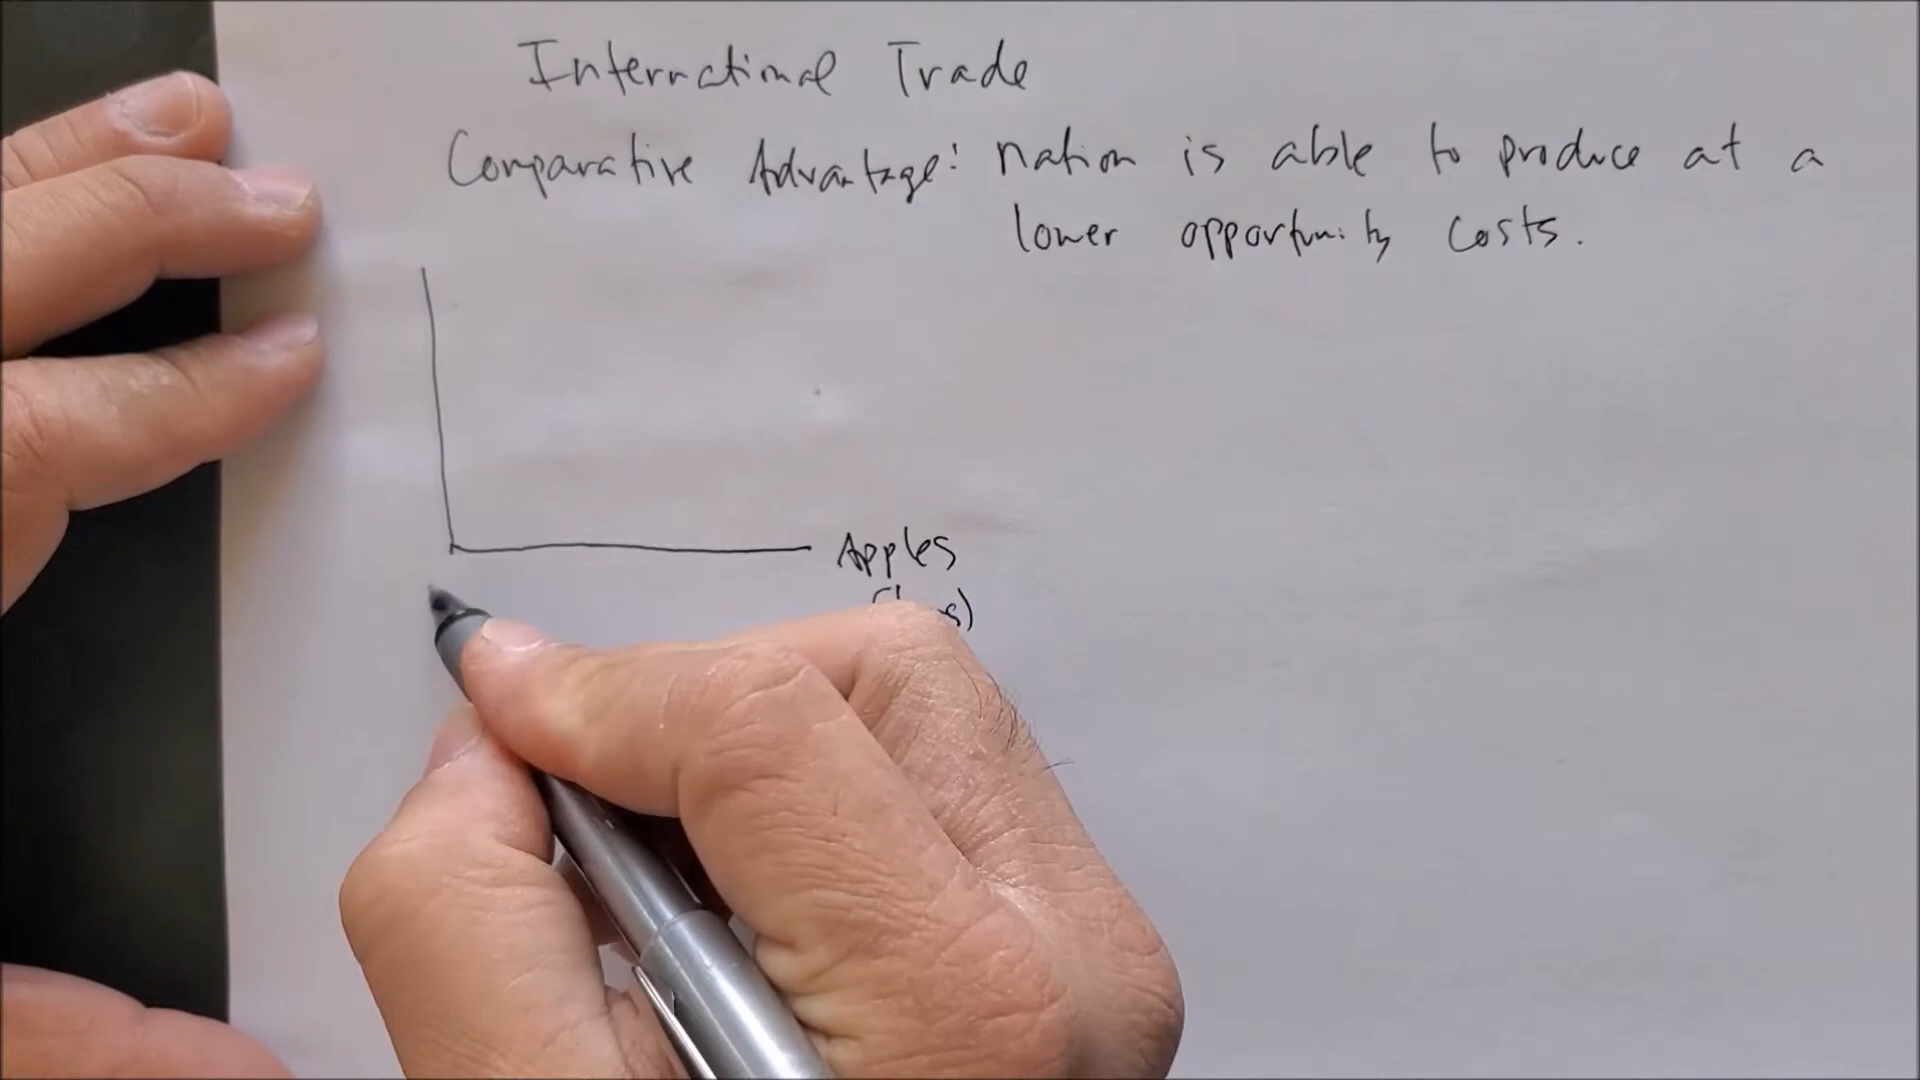 International Trade
Comparative Advantage: nation is able to produce at a
lower opportunity costs.
Apples